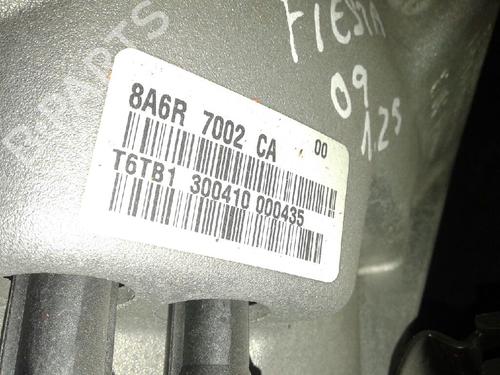 B-PARTS
FIESTA
09
1.25
8A6R 7002 CA 00
T6TB1 300410 000435